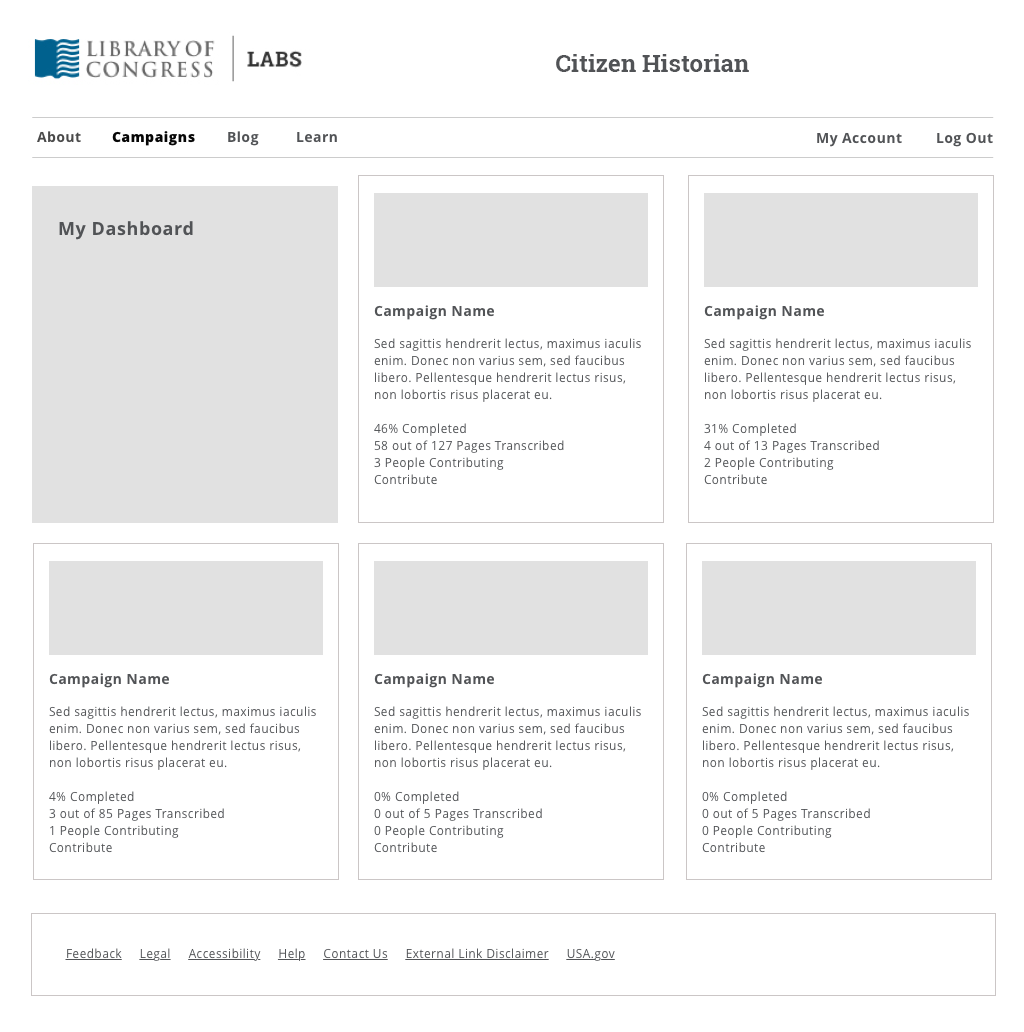 LIBRARY OF
CONGRESS
LABS
Citizen Historian
About Campaigns Blog Learn My Account Log Out
My Dashboard
Campaign Name
Sed sagittis hendrerit lectus, maximus iaculis
enim. Donec non varius sem, sed faucibus
libero. Pellentesque hendrerit lectus risus,
non lobortis risus placerat eu.
46% Completed
58 out of 127 Pages Transcribed
3 People Contributing
Contribute
Campaign Name
Sed sagittis hendrerit lectus, maximus iaculis
enim. Donec non varius sem, sed faucibus
libero. Pellentesque hendrerit lectus risus,
non lobortis risus placerat eu.
31% Completed
4 out of 13 Pages Transcribed
2 People Contributing
Contribute
Campaign Name
Sed sagittis hendrerit lectus, maximus iaculis
enim. Donec non varius sem, sed faucibus
libero. Pellentesque hendrerit lectus risus,
non lobortis risus placerat eu.
4% Completed
3 out of 85 Pages Transcribed
1 People Contributing
Contribute
Campaign Name
Sed sagittis hendrerit lectus, maximus iaculis
enim. Donec non varius sem, sed faucibus
libero. Pellentesque hendrerit lectus risus,
non lobortis risus placerat eu.
0% Completed
0 out of 5 Pages Transcribed
0 People Contributing
Contribute
Campaign Name
Sed sagittis hendrerit lectus, maximus iaculis
enim. Donec non varius sem, sed faucibus
libero. Pellentesque hendrerit lectus risus,
non lobortis risus placerat eu.
0% Completed
0 out of 5 Pages Transcribed
0 People Contributing
Contribute
Feedback Legal Accessibility Help Contact Us External Link Disclaimer USA.gov